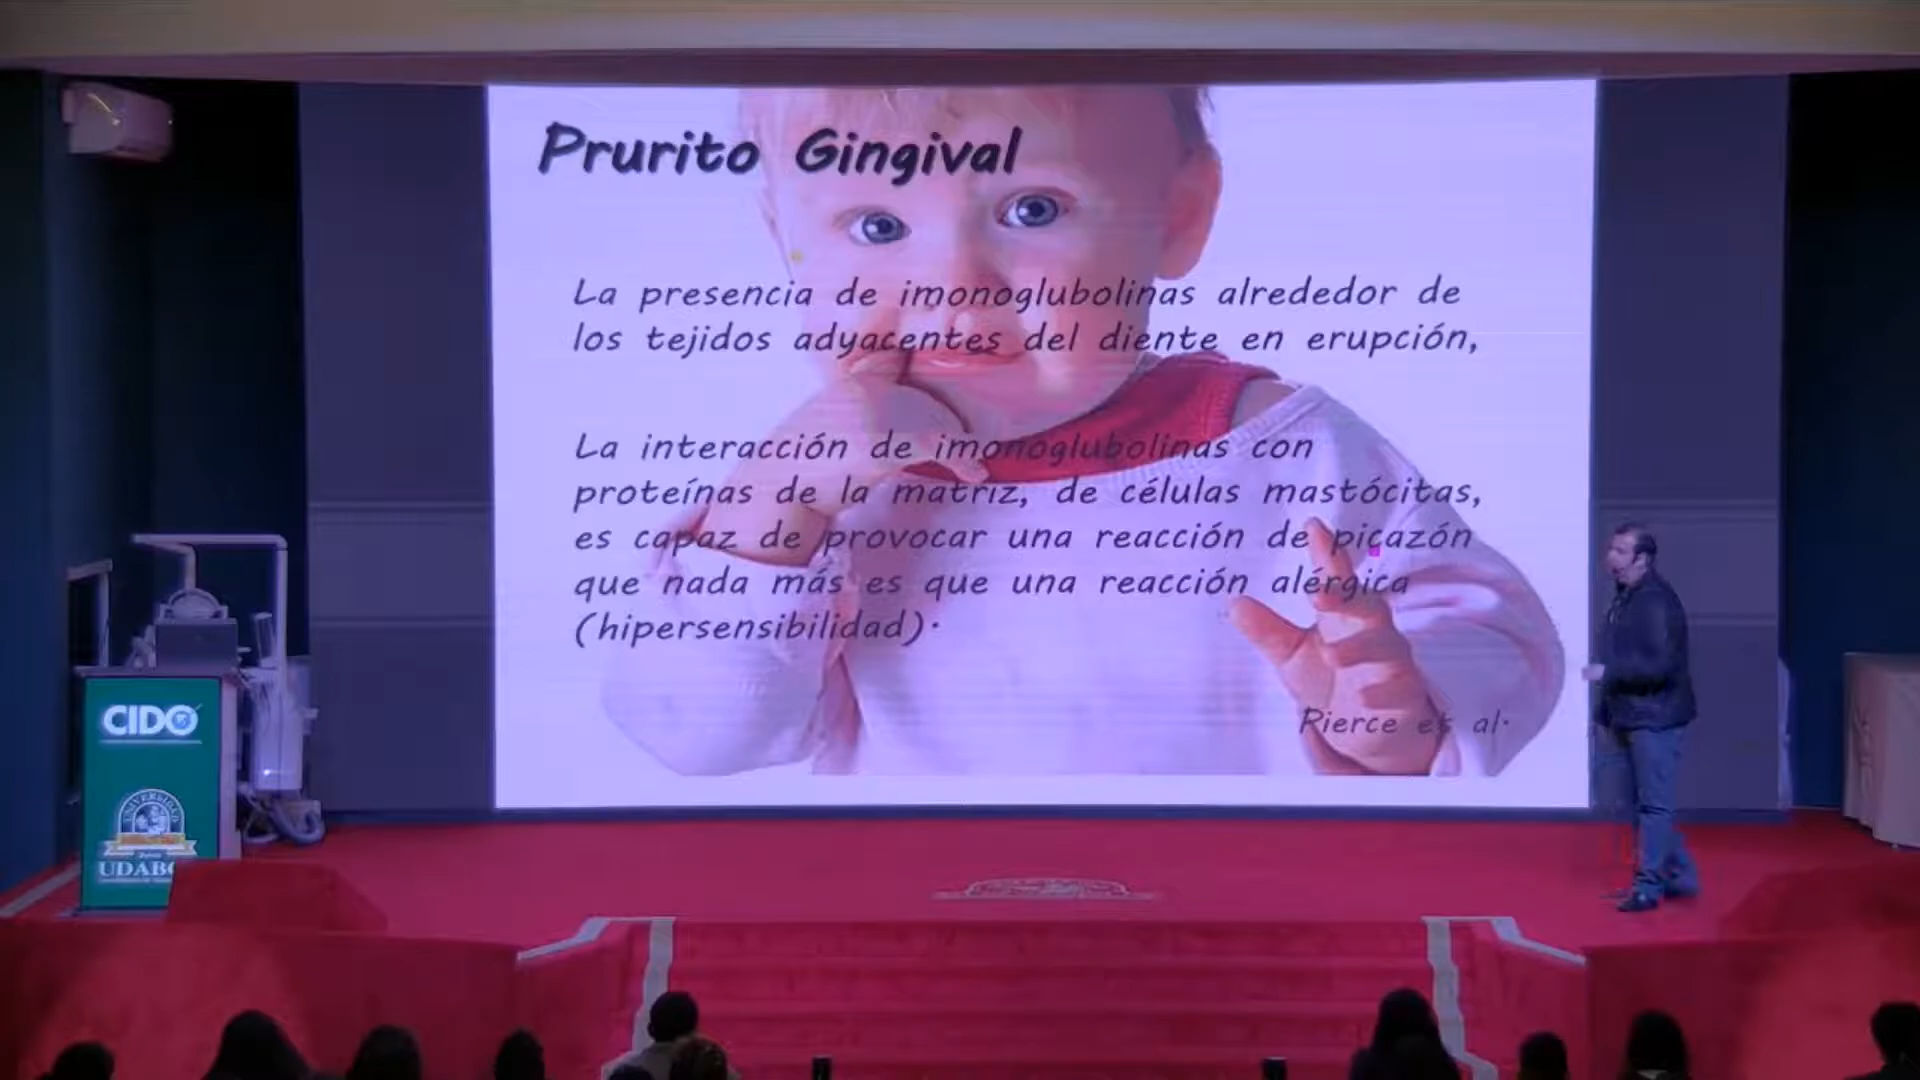 Prurito Gingival
La presencia de imonoglubolinas alrededor de
los tejidos adyacentes del diente en erupción,
La interacción de imonoglubolinas con
proteínas de la matriz, de células mastócitas,
es capaz de provocar una reacción de picazón
que nada más es que una reacción alérgica
(hipersensibilidad).
Pierce et al.
CIDO
UNIVERSIDAD
UDABO